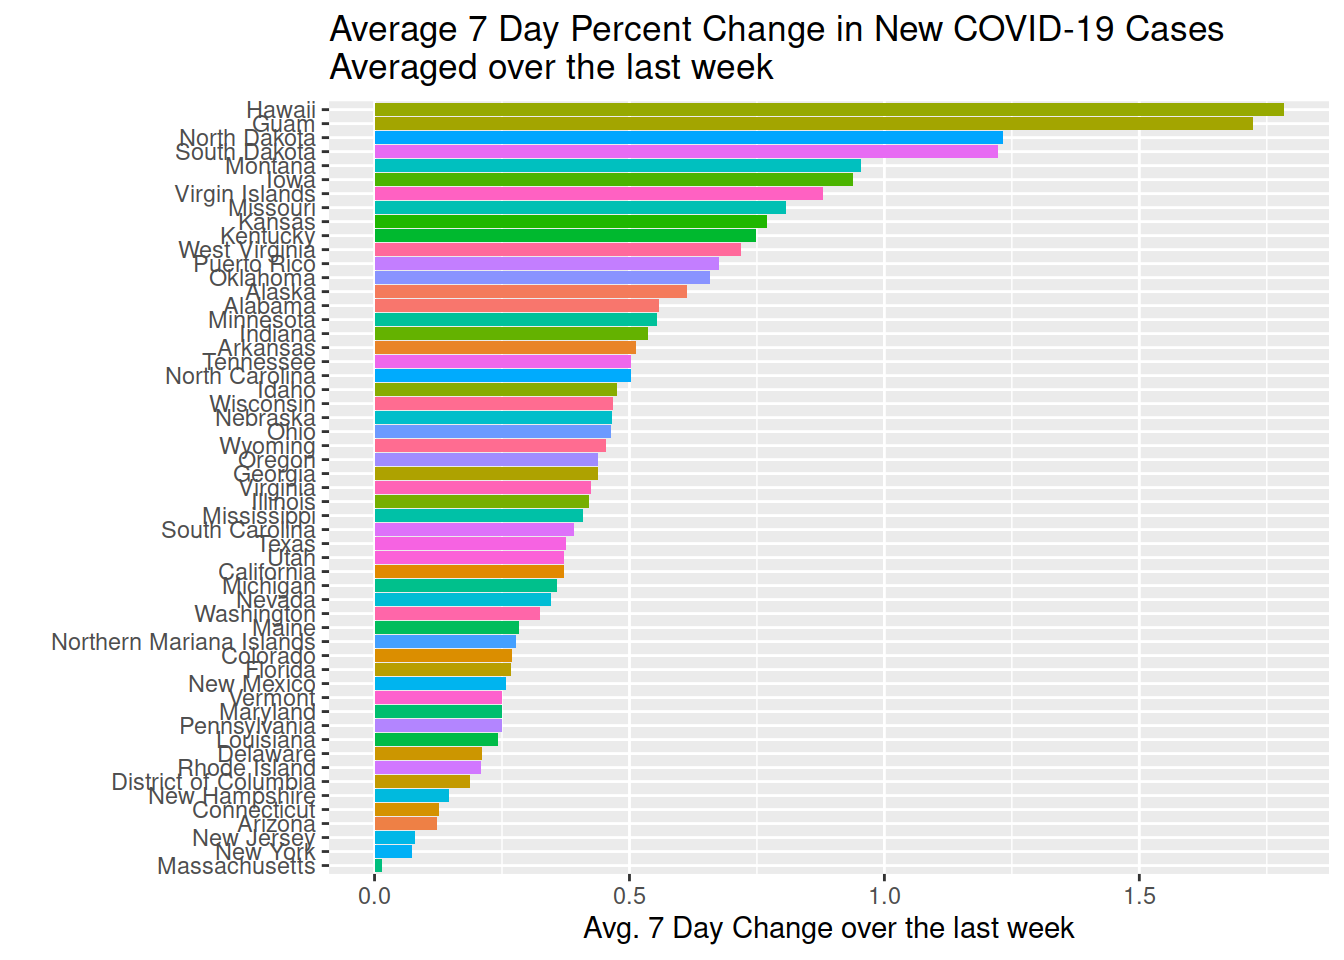 Average 7 Day Percent Change in New COVID-19 Cases
Averaged over the last week
Hawaii
Guam
North Dakota
South Dakota
Montana
Iowa
Virgin Islands
Missouri
Kansas
Kentucky
West Virginia
Puerto Rico
Oklahoma
Alaska
Alabama
Minnesota
Indiana
Arkansas
Tennessee
North Carolina
Idaho
Wisconsin
Nebraska
Ohio
Wyoming
Oregon
Georgia
Virginia
Illinois
Mississippi
South Carolina
Texas
Utah
California
Michigan
Nevada
Washington
Maine
Northern Mariana Islands
Colorado
Florida
New Mexico
Vermont
Maryland
Pennsylvania
Louisiana
Delaware
Rhode Island
District of Columbia
New Hampshire
Connecticut
Arizona
New Jersey
New York
Massachusetts
0.0 0.5 1.0 1.5
Avg. 7 Day Change over the last week